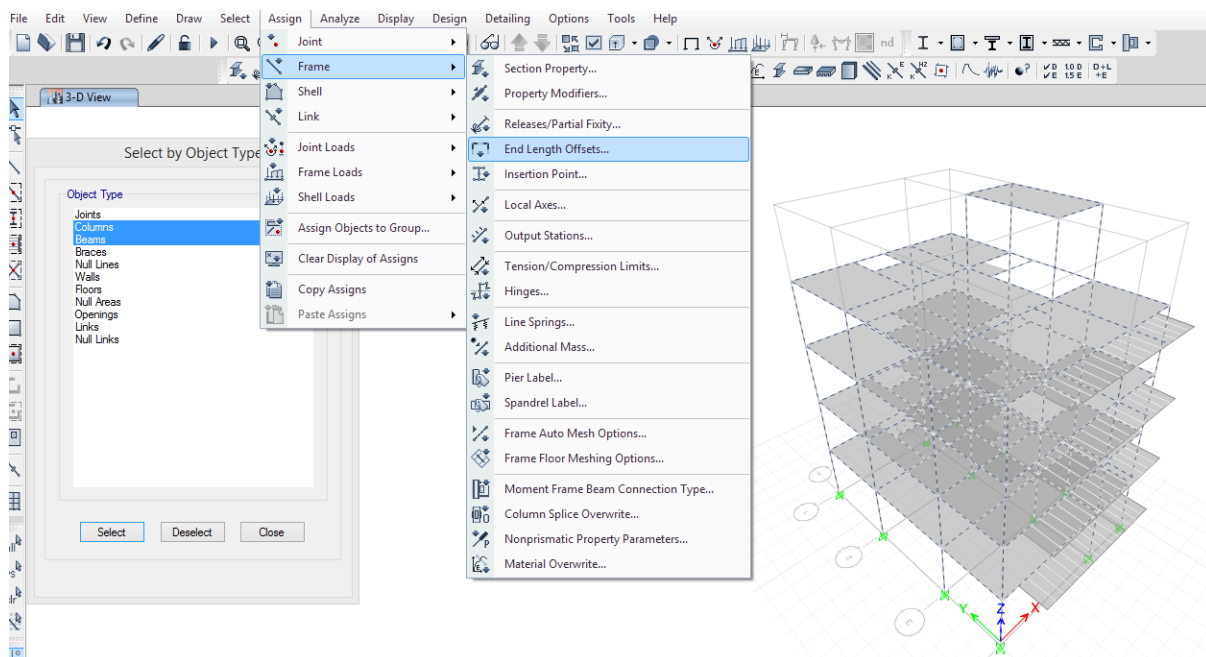 File Edit View Define Draw Select Assign Analyze Display Design Detailing Options Tools Help
nd
3-D View
Select by Object Type
Object Type
Joints
Columns
Beams
Braces
Null Lines
Walls
Floors
Null Areas
Openings
Links
Null Links
Select Deselect Close
Joint
Frame
Shell
Link
Joint Loads
Frame Loads
Shell Loads
Assign Objects to Group...
Clear Display of Assigns
Copy Assigns
Paste Assigns
Section Property...
Property Modifiers...
Releases/Partial Fixity...
End Length Offsets...
Insertion Point...
Local Axes...
Output Stations...
Tension/Compression Limits...
Hinges...
Line Springs...
Additional Mass...
Pier Label...
Spandrel Label...
Frame Auto Mesh Options...
Frame Floor Meshing Options...
Moment Frame Beam Connection Type...
Column Splice Overwrite...
Nonprismatic Property Parameters...
Material Overwrite...
Y Z X